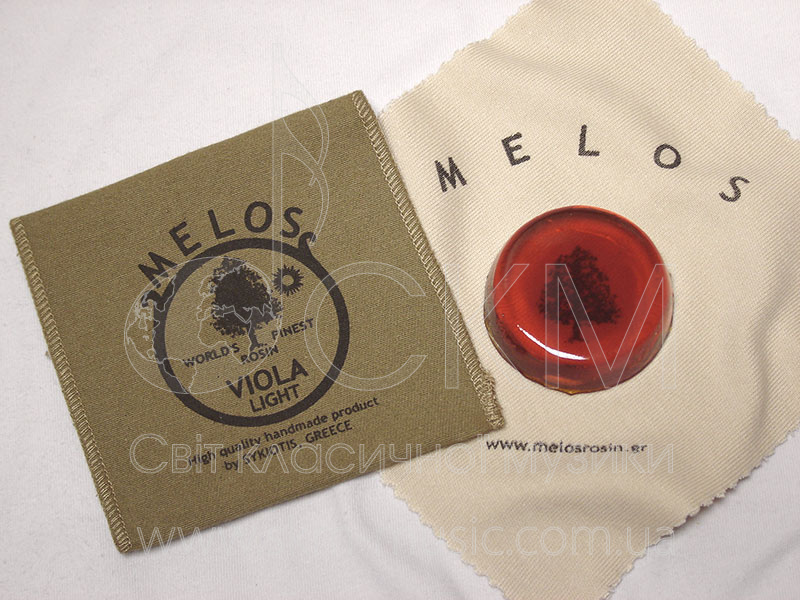 MELOS
WORLD'S FINEST
ROSIN
VIOLA
LIGHT
High quality handmade product
by SYKIOTIS, GREECE
MELOS
www.melosrosin.gr
СКМ
Світ класичної музики